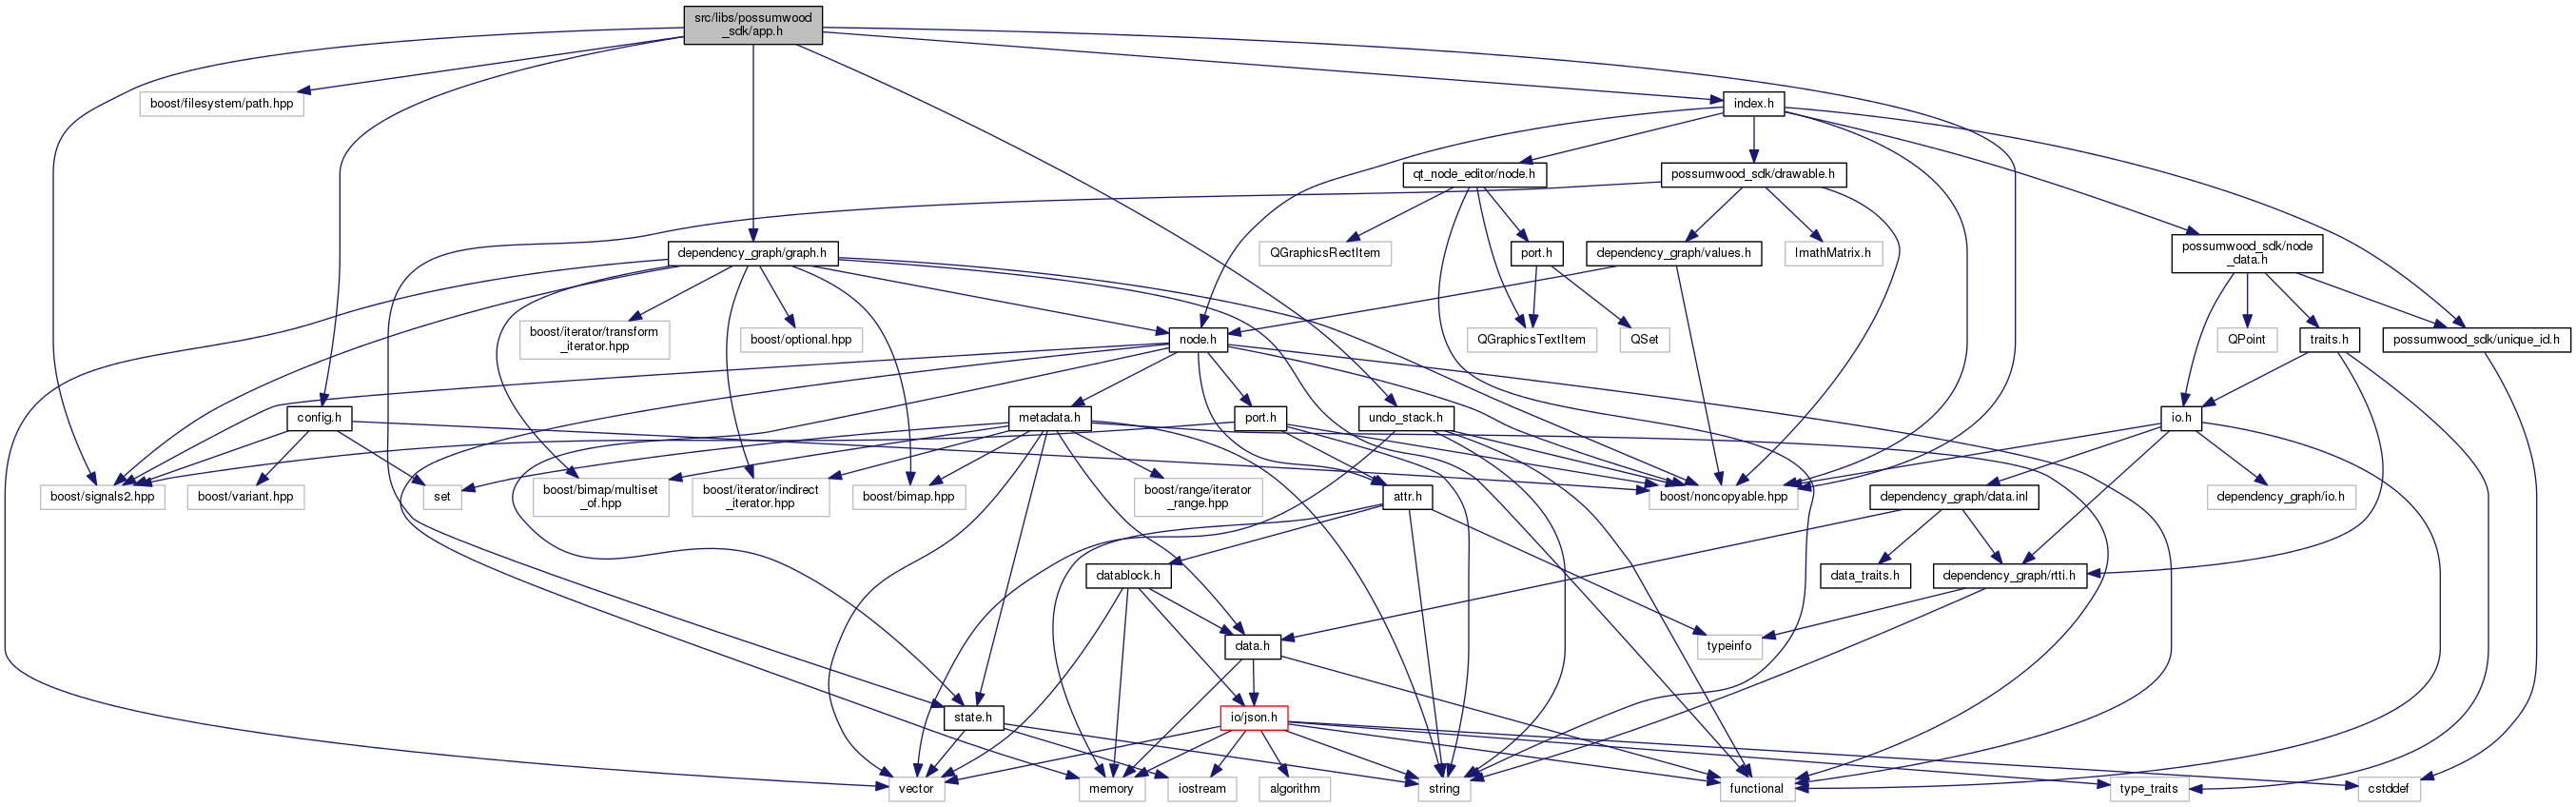 src/libs/possumwood
_sdk/app.h
boost/filesystem/path.hpp
index.h
qt_node_editor/node.h
possumwood_sdk/drawable.h
dependency_graph/graph.h
QGraphicsRectItem
port.h
dependency_graph/values.h
ImathMatrix.h
possumwood_sdk/node
_data.h
boost/iterator/transform
_iterator.hpp
boost/optional.hpp
node.h
QGraphicsTextItem
QSet
QPoint
traits.h
possumwood_sdk/unique_id.h
config.h
metadata.h
port.h
undo_stack.h
io.h
boost/signals2.hpp
boost/variant.hpp
set
boost/bimap/multiset
_of.hpp
boost/iterator/indirect
_iterator.hpp
boost/bimap.hpp
boost/range/iterator
_range.hpp
attr.h
boost/noncopyable.hpp
dependency_graph/data.inl
dependency_graph/io.h
datablock.h
data_traits.h
dependency_graph/rtti.h
data.h
typeinfo
state.h
io/json.h
vector
memory
iostream
algorithm
string
functional
type_traits
cstddef